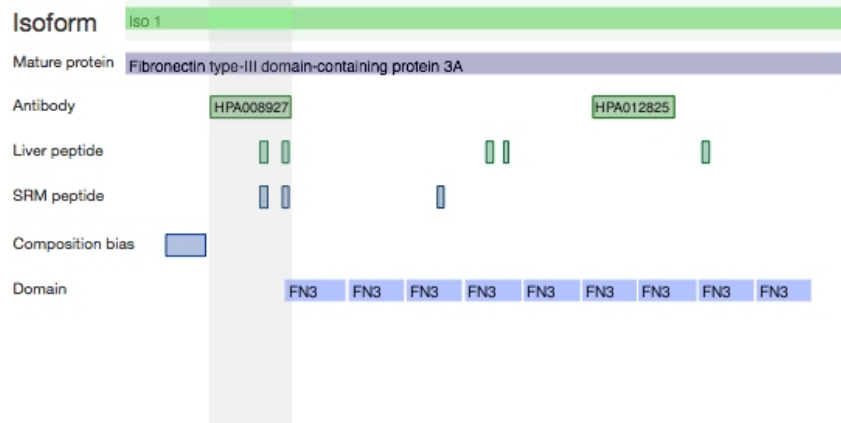 Isoform Iso 1
Mature protein Fibronectin type-III domain-containing protein 3A
Antibody HPA008927 HPA012825
Liver peptide
SRM peptide
Composition bias
Domain FN3 FN3 FN3 FN3 FN3 FN3 FN3 FN3 FN3